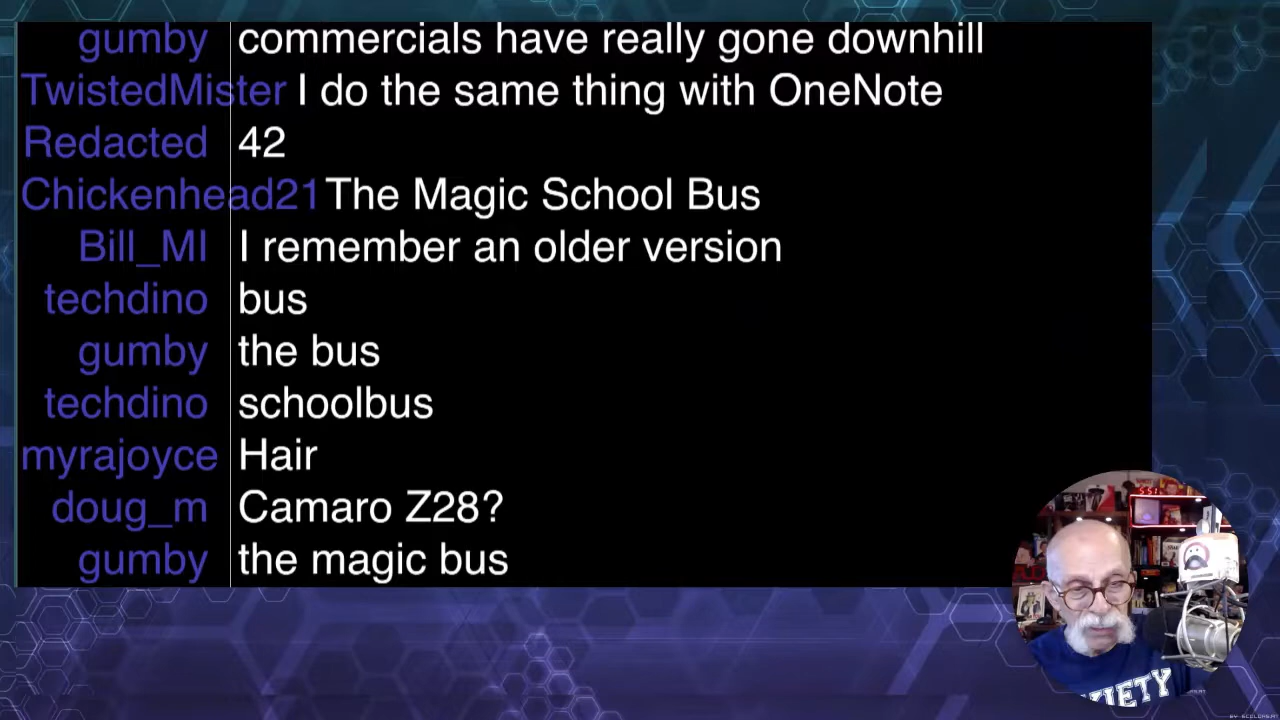 gumby commercials have really gone downhill
TwistedMister I do the same thing with OneNote
Redacted 42
Chickenhead21 The Magic School Bus
Bill_MI I remember an older version
techdino bus
gumby the bus
techdino schoolbus
myrajoyce Hair
doug_m Camaro Z28?
gumby the magic bus